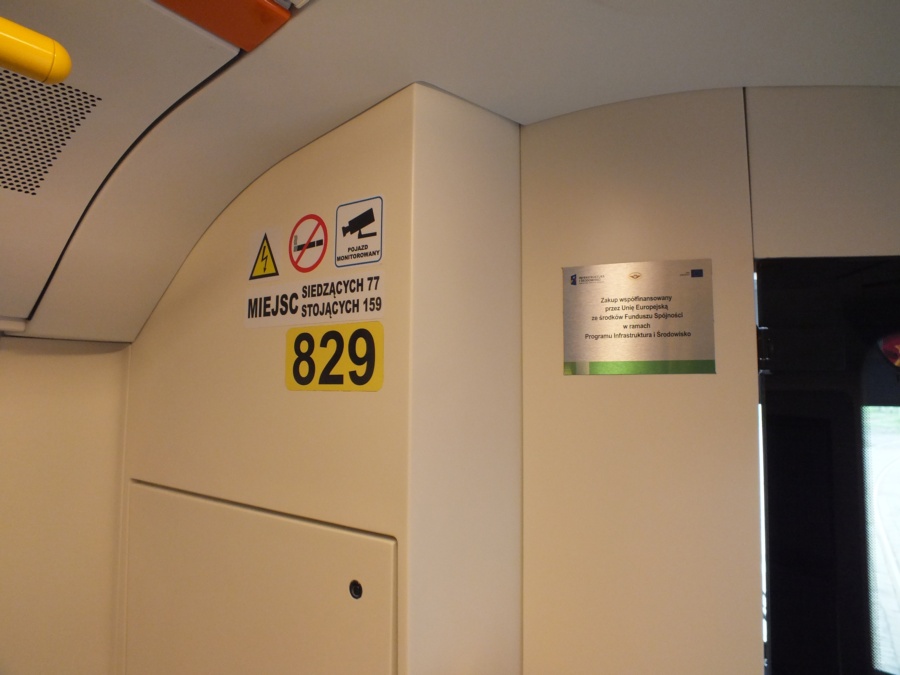 POJAZD
MONITOROWANY
MIEJSC SIEDZĄCYCH 77
STOJĄCYCH 159
829
Zakup współfinansowany
przez Unię Europejską
ze środków Funduszu Spójności
w ramach
Programu Infrastruktura i Środowisko